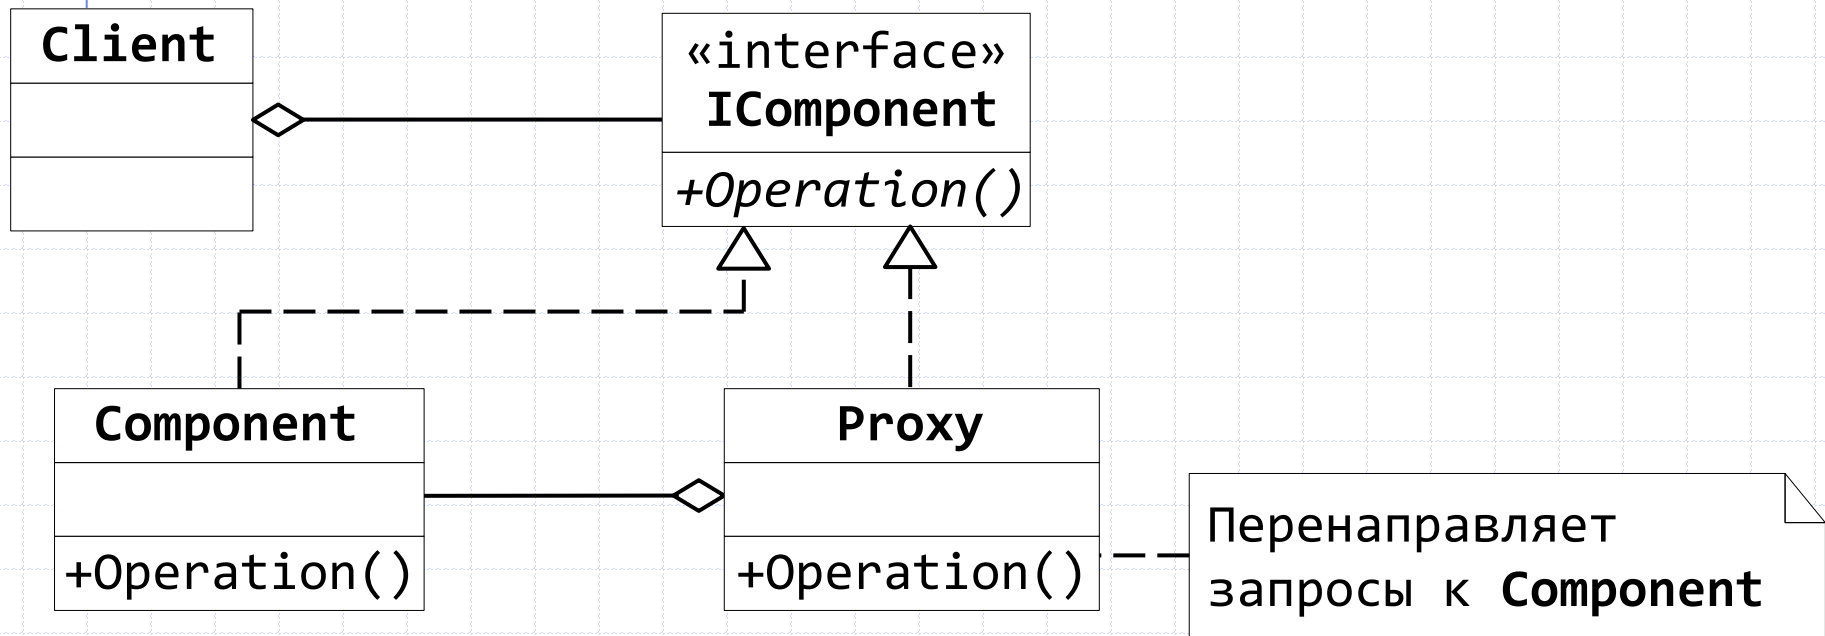 Client
«interface»
IComponent
+Operation()
Component
+Operation()
Proxy
+Operation()
Перенаправляет
запросы к Component